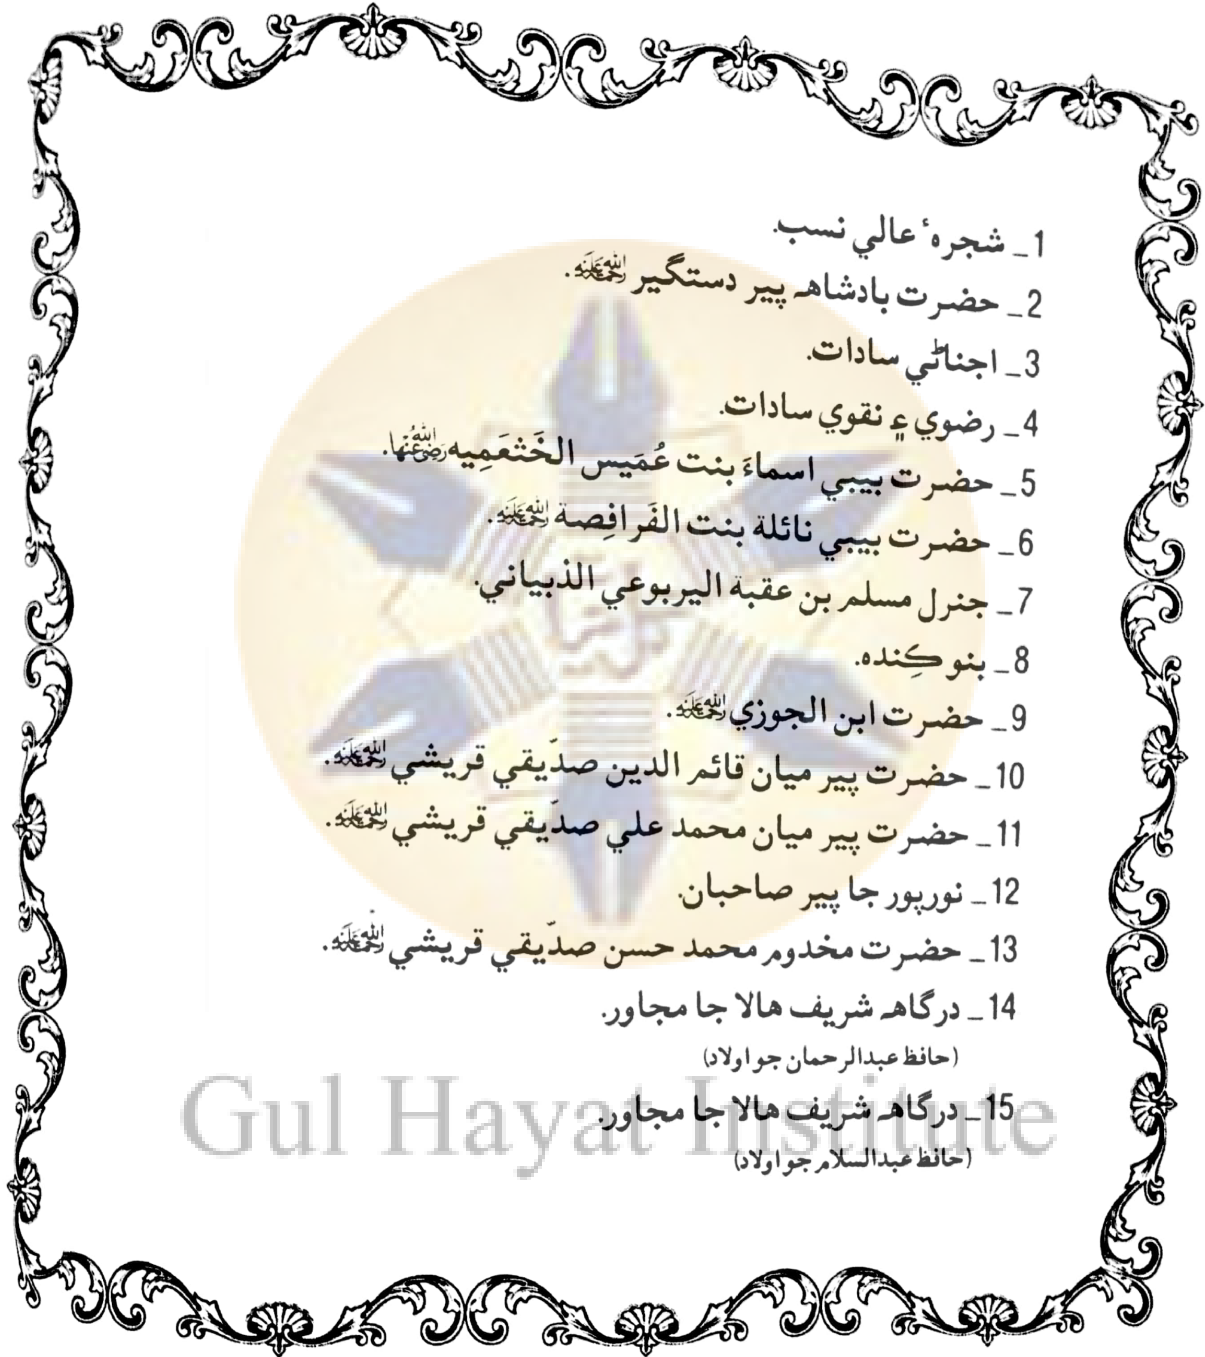 1_ شجرهٔ عالي نسب.
2_ حضرت بادشاهه پير دستگير رحمة الله عليه.
3_ اجناڻي سادات.
4_ رضوي ۽ نقوي سادات.
5_ حضرت بيبي اسماءَ بنت عُمَيس الخَثعَمِيه رضي الله عنها.
6_ حضرت بيبي نائلة بنت الفَرافِصة رحمة الله عليه.
7_ جنرل مسلم بن عقبة اليربوعي الذبياني.
8_ بنو ڪِنده.
9_ حضرت ابن الجوزي رحمة الله عليه.
10_ حضرت پير ميان قائم الدين صدّيقي قريشي رحمة الله عليه.
11_ حضرت پير ميان محمد علي صدّيقي قريشي رحمة الله عليه.
12_ نورپور جا پير صاحبان.
13_ حضرت مخدوم محمد حسن صدّيقي قريشي رحمة الله عليه.
14_ درگاهه شريف هالا جا مجاور.
(حافظ عبدالرحمان جو اولاد)
15_ درگاهه شريف هالا جا مجاور.
(حافظ عبدالسلام جو اولاد)
Gul Hayat Institute